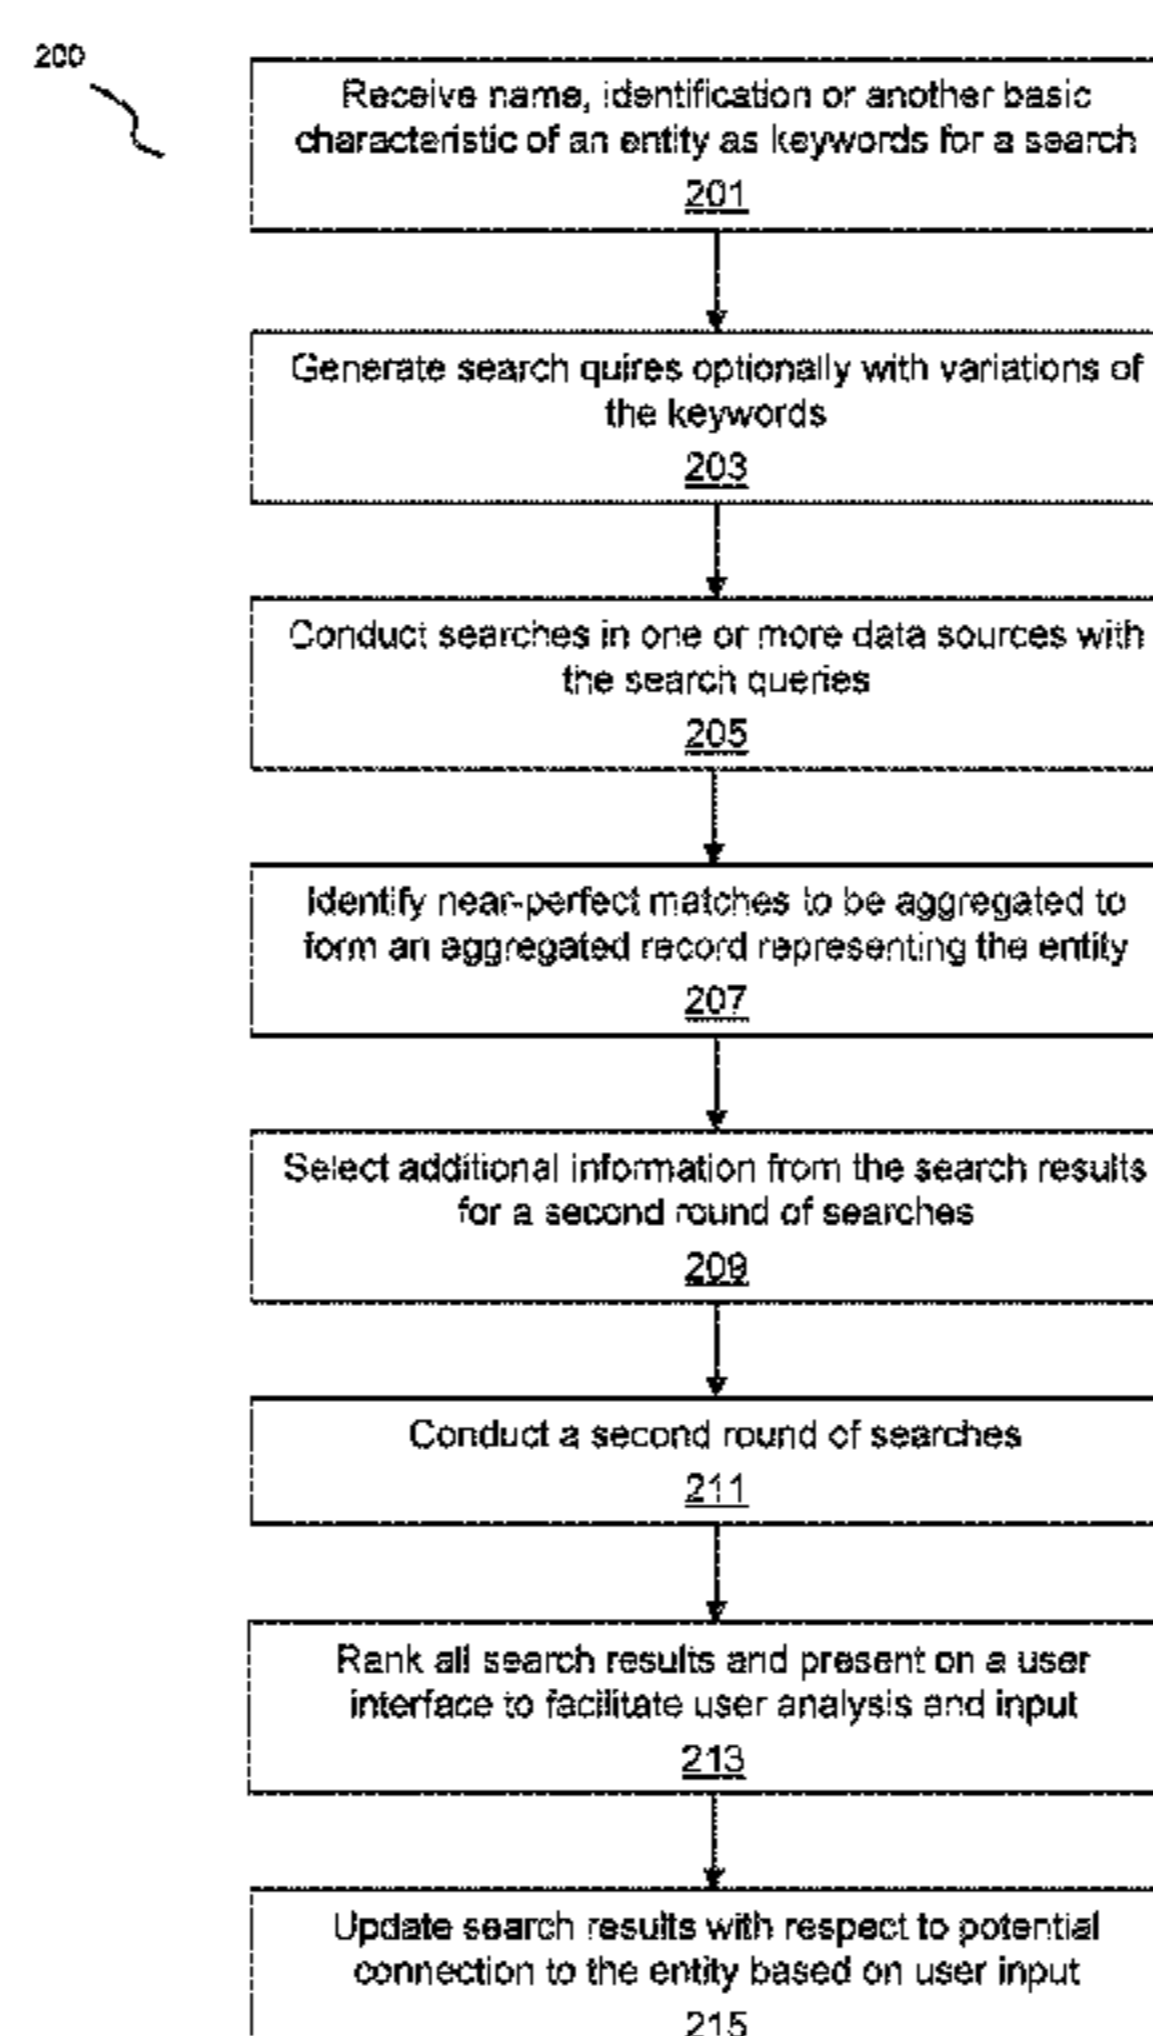 200
Receive name, identification or another basic
characteristic of an entity as keywords for a search
201
Generate search quires optionally with variations of
the keywords
203
Conduct searches in one or more data sources with
the search queries
205
Identify near-perfect matches to be aggregated to
form an aggregated record representing the entity
207
Select additional information from the search results
for a second round of searches
209
Conduct a second round of searches
211
Rank all search results and present on a user
interface to facilitate user analysis and input
213
Update search results with respect to potential
connection to the entity based on user input
215